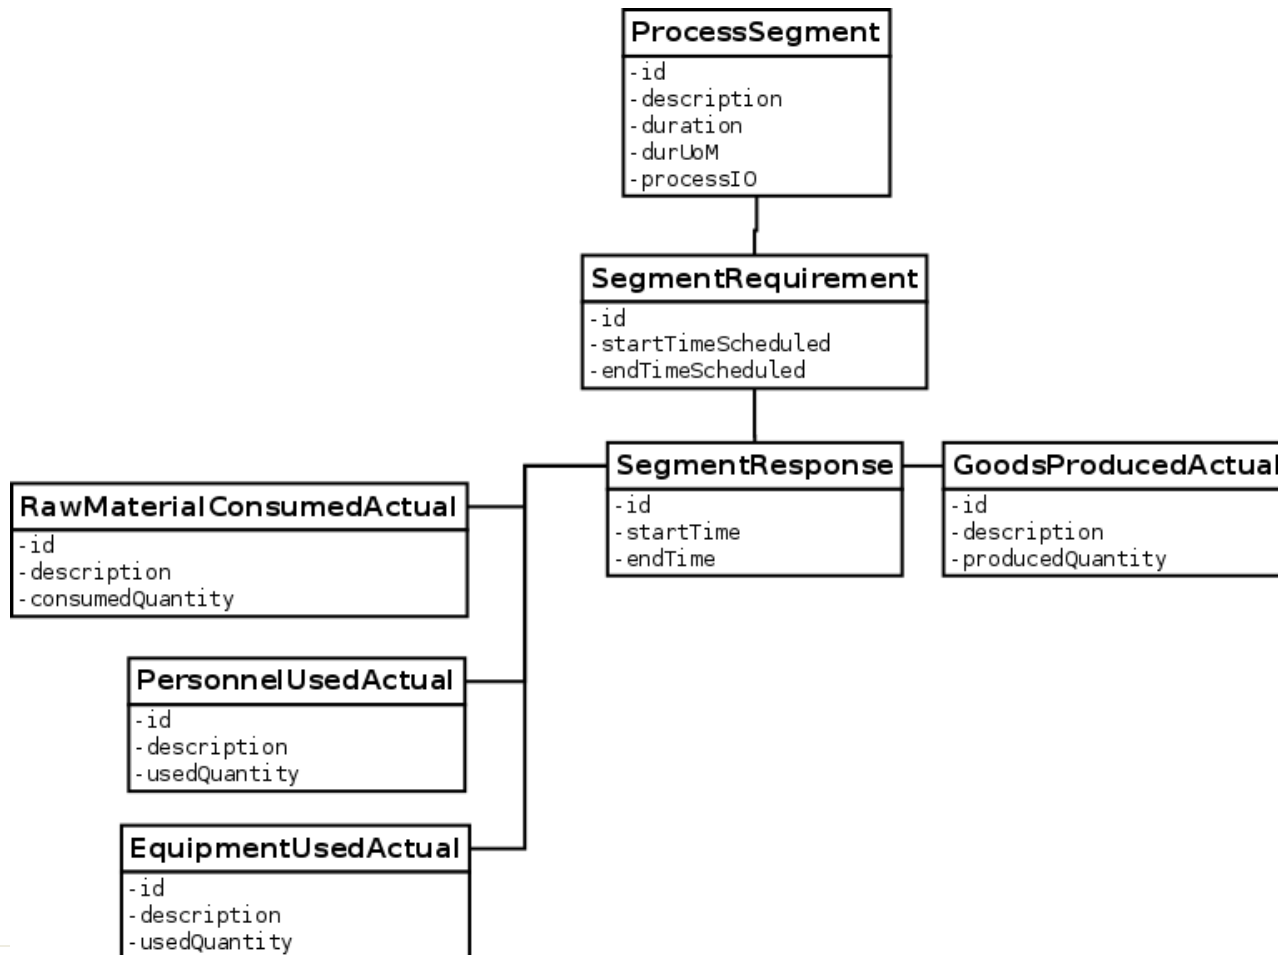 ProcessSegment
-id
-description
-duration
-durUoM
-processIO
SegmentRequirement
-id
-startTimeScheduled
-endTimeScheduled
SegmentResponse
-id
-startTime
-endTime
GoodsProducedActual
-id
-description
-producedQuantity
RawMaterialConsumedActual
-id
-description
-consumedQuantity
PersonnelUsedActual
-id
-description
-usedQuantity
EquipmentUsedActual
-id
-description
-usedQuantity